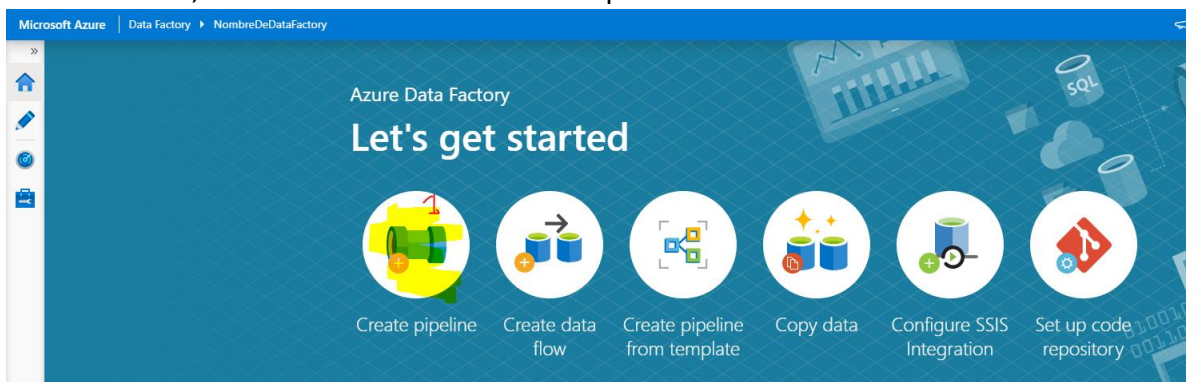 Microsoft Azure Data Factory NombreDeDataFactory
»
Azure Data Factory
Let's get started
SQL
1
Create pipeline
Create data flow
Create pipeline from template
Copy data
Configure SSIS Integration
Set up code repository